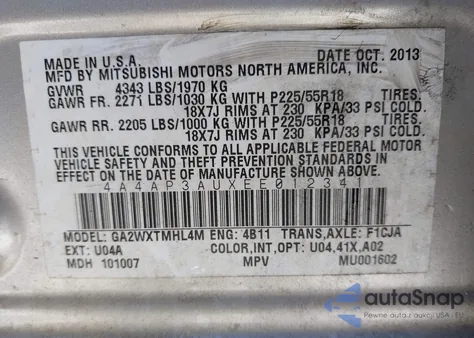 MADE IN U.S.A. DATE OCT. 2013
MFD BY MITSUBISHI MOTORS NORTH AMERICA, INC.
GVWR 4343 LBS/1970 KG
GAWR FR. 2271 LBS/1030 KG WITH P225/55R18 TIRES,
18X7J RIMS AT 230 KPA/33 PSI COLD.
GAWR RR. 2205 LBS/1000 KG WITH P225/55R18 TIRES,
18X7J RIMS AT 230 KPA/33 PSI COLD.
THIS VEHICLE CONFORMS TO ALL APPLICABLE FEDERAL MOTOR
VEHICLE SAFETY AND THEFT PREVENTION STANDARDS IN EFFECT
ON THE DATE OF MANUFACTURE SHOWN ABOVE.
4A4AP3AUXEE012341
MODEL: GA2WXTMHL4M ENG: 4B11 TRANS,AXLE: F1CJA
EXT: U04A COLOR,INT,OPT: U04,41X,A02
MDH 101007 MPV MU001602
autoSnap
Pewne auto z aukcji USA - EU